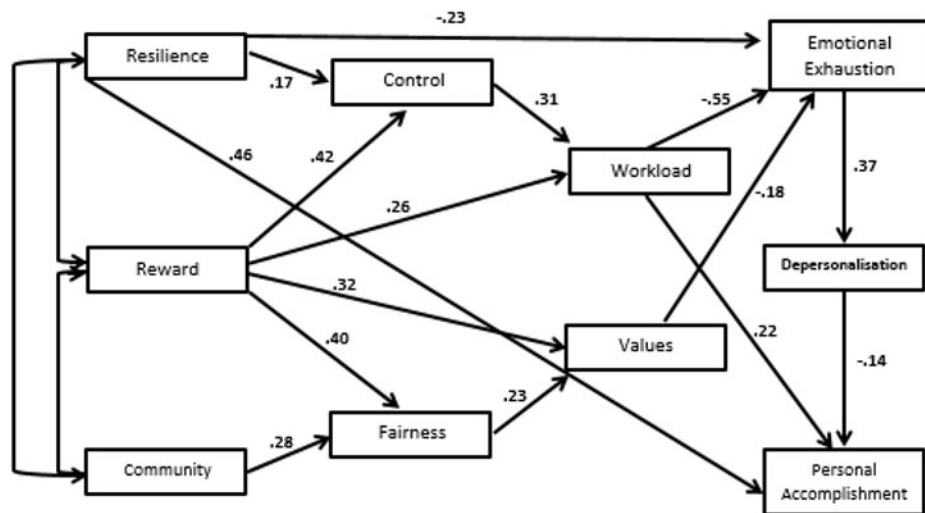 -.23
Resilience
Emotional
Exhaustion
.17
Control
.31
-.55
.46
.42
Workload
.37
-.18
.26
Reward
Depersonalisation
.32
.40
Values
.22
-.14
.23
Fairness
.28
Community
Personal
Accomplishment